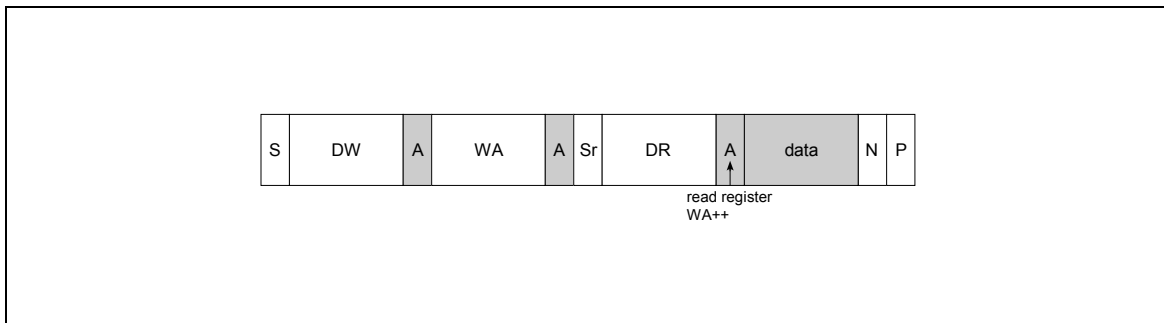 S DW A WA A Sr DR A data N P
read register
WA++